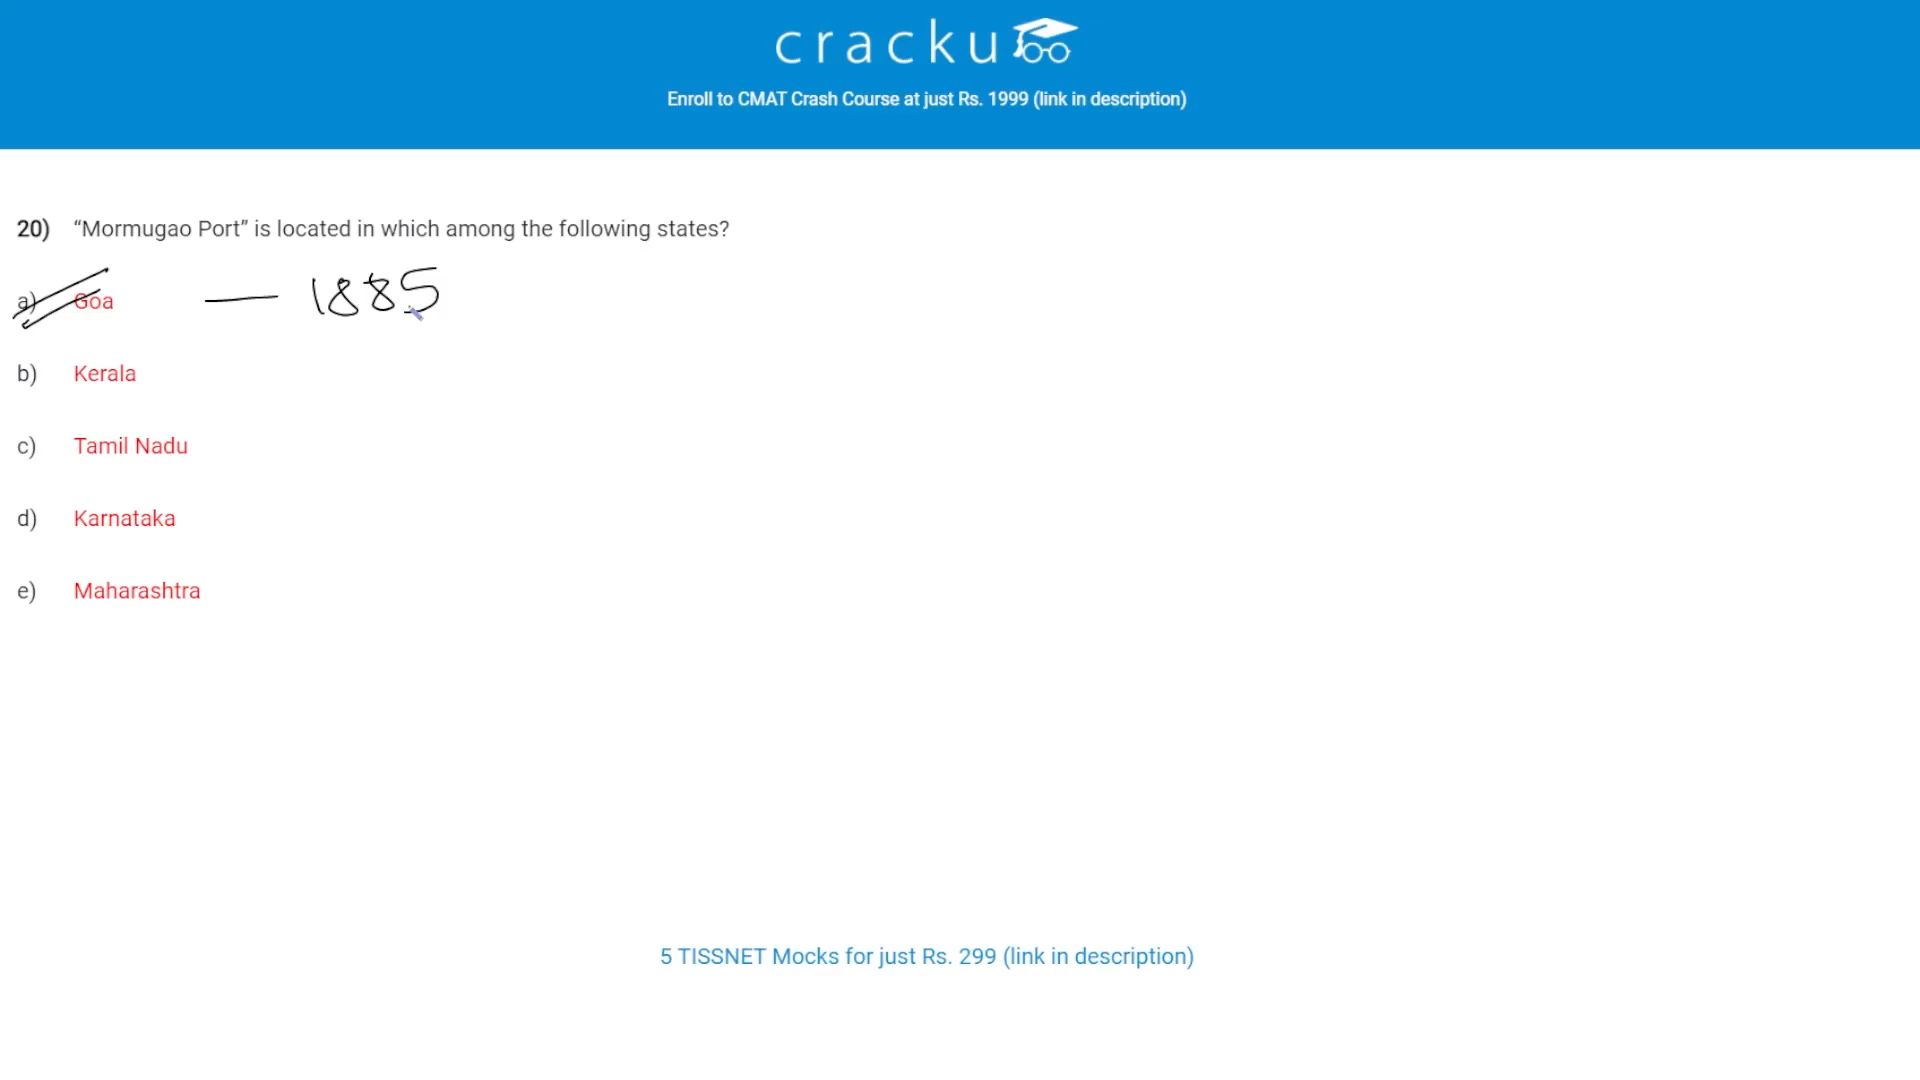 cracku
Enroll to CMAT Crash Course at just Rs. 1999 (link in description)
20) “Mormugao Port” is located in which among the following states?
a) Goa — 1885
b) Kerala
c) Tamil Nadu
d) Karnataka
e) Maharashtra
5 TISSNET Mocks for just Rs. 299 (link in description)